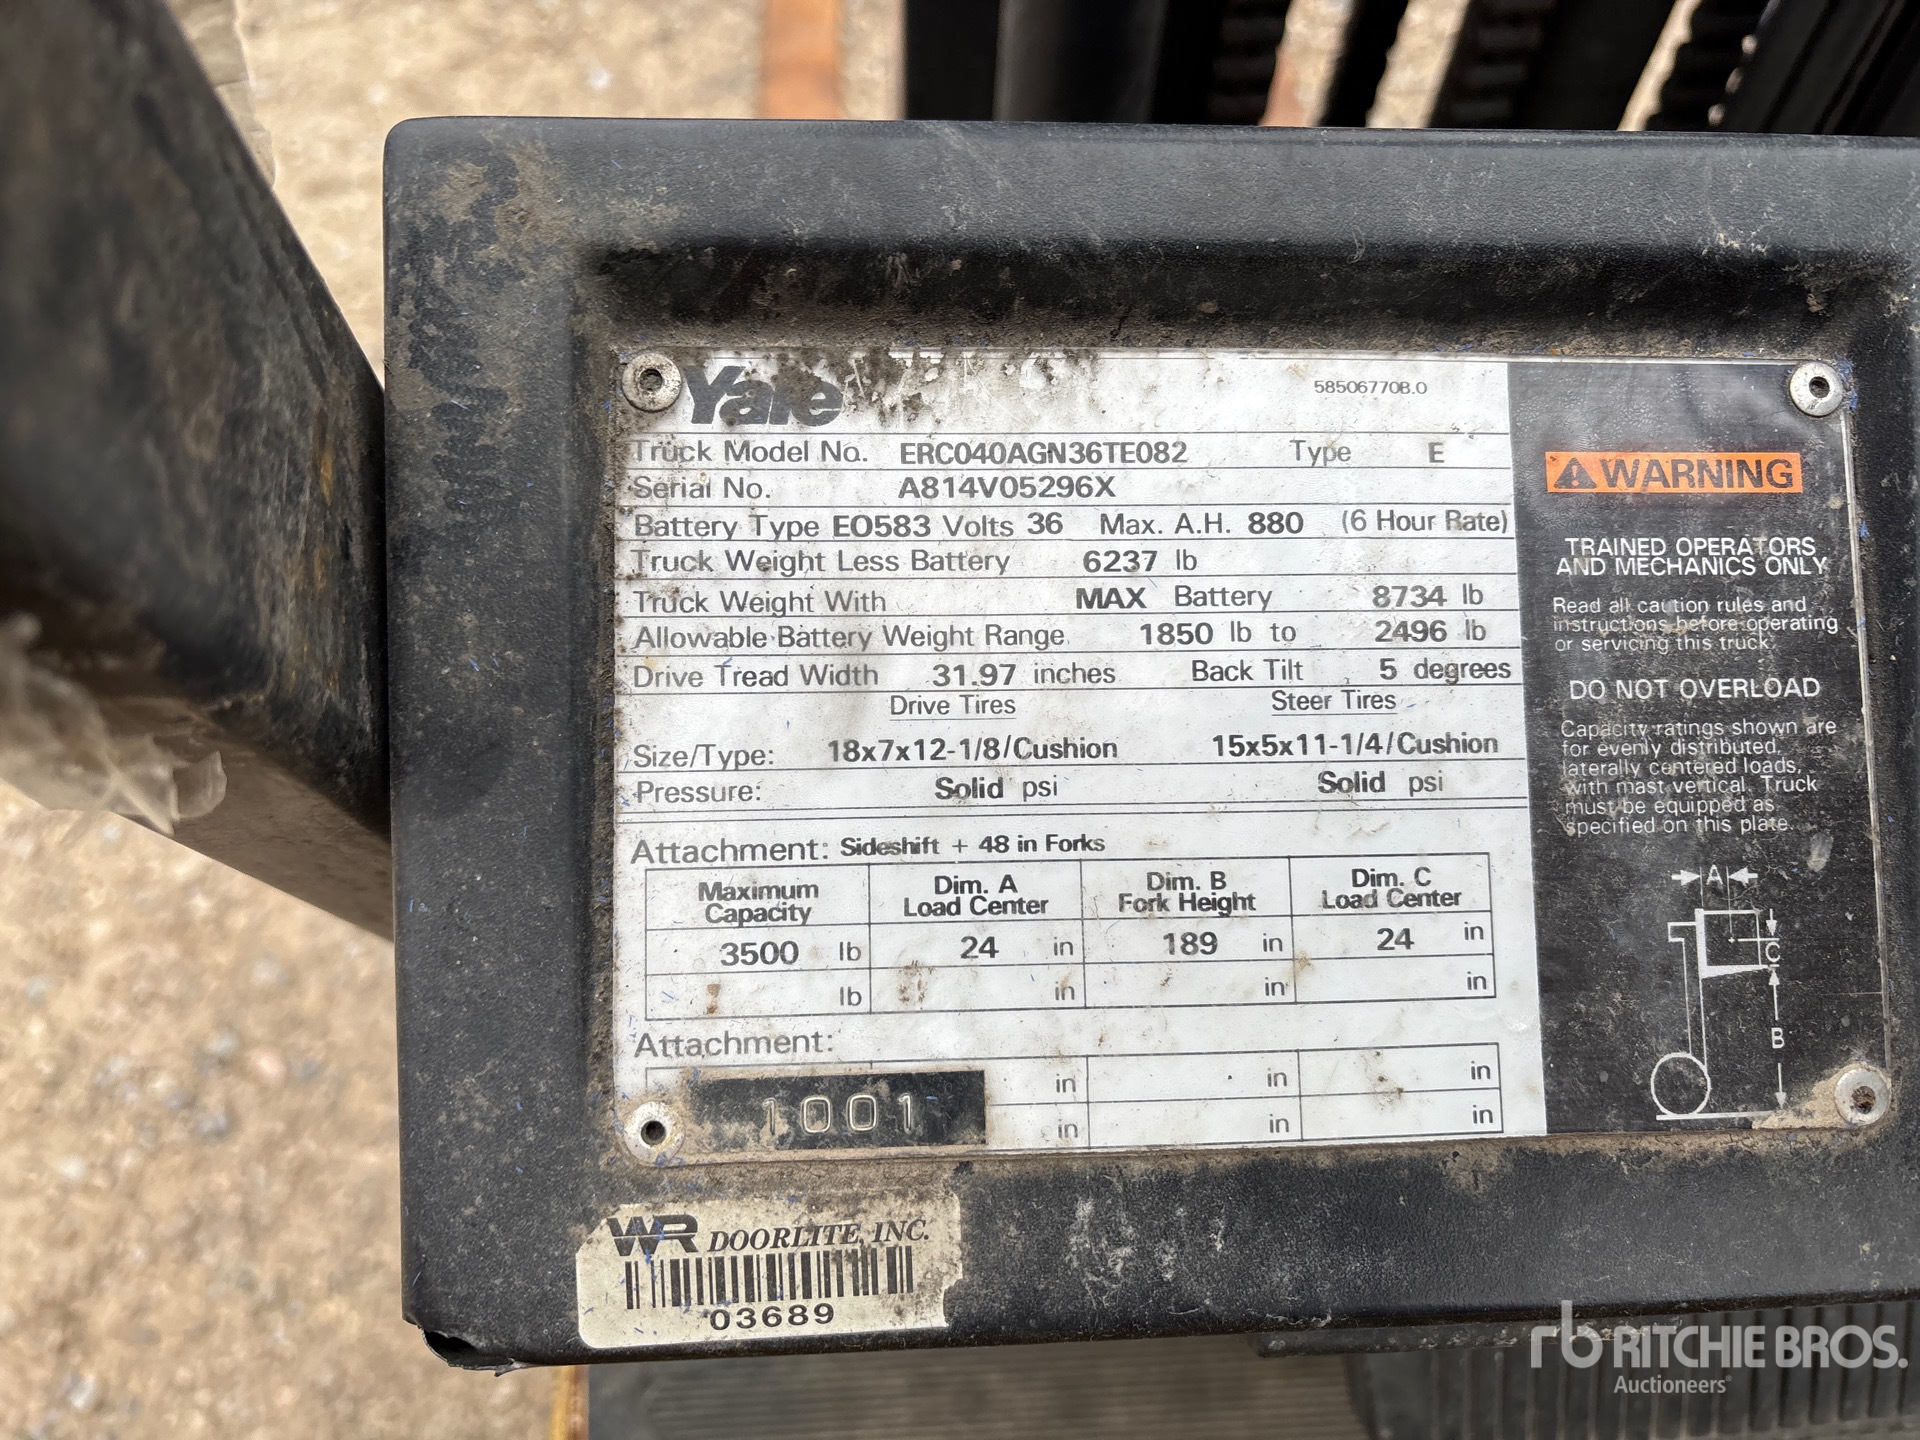 Yale
58506770B.0
Truck Model No. ERC040AGN36TE082 Type E
Serial No. A814V05296X
Battery Type EO583 Volts 36 Max. A.H. 880 (6 Hour Rate)
Truck Weight Less Battery 6237 lb
Truck Weight With MAX Battery 8734 lb
Allowable Battery Weight Range 1850 lb to 2496 lb
Drive Tread Width 31.97 inches Back Tilt 5 degrees
Drive Tires Steer Tires
Size/Type: 18x7x12-1/8/Cushion 15x5x11-1/4/Cushion
Pressure: Solid psi Solid psi
Attachment: Sideshift + 48 in Forks
Maximum Capacity Dim. A Load Center Dim. B Fork Height Dim. C Load Center
3500 lb 24 in 189 in 24 in
lb in in in
Attachment:
in in in
1001
in in in
WARNING
TRAINED OPERATORS
AND MECHANICS ONLY
Read all caution rules and
instructions before operating
or servicing this truck.
DO NOT OVERLOAD
Capacity ratings shown are
for evenly distributed,
laterally centered loads,
with mast vertical. Truck
must be equipped as
specified on this plate.
A
C
B
WR DOORLITE, INC.
03689
rb RITCHIE BROS.
Auctioneers